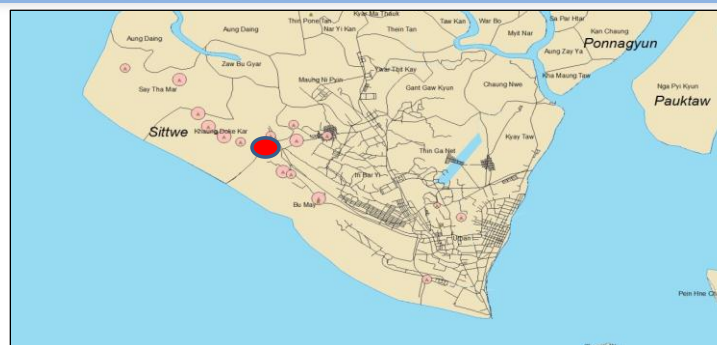 Kyar Ma Thauk
Thin Pone Tan
Aung Daing
Nar Yi Kan
Thein Tan
Taw Kan
War Bo
Sa Par Htar
Kan Chaung
Myit Nar
Aung Daing
Ponnagyun
Aung Zay Ya
Zaw Bu Gyar
Kha Maung Taw
Say Tha Mar
Maung Ni Pyin
Thar Thit Kay
Gant Gaw Kyun
Chaung Nwe
Nga Pyi Kyun
Pauktaw
Sittwe
Khaung Doke Kar
Kyay Taw
Thin Ga Net
In Bar Yi
Bu May
Urban
Pein Hne Ch